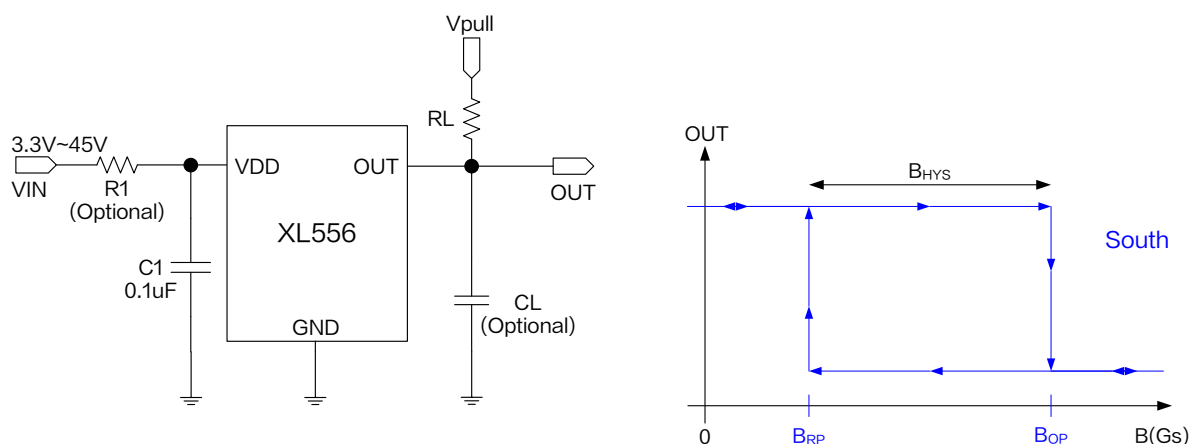 Vpull
RL
3.3V~45V
VIN
R1
(Optional)
VDD
OUT
OUT
XL556
C1
0.1uF
GND
CL
(Optional)
OUT
BHYS
South
0
BRP
BOP
B(Gs)